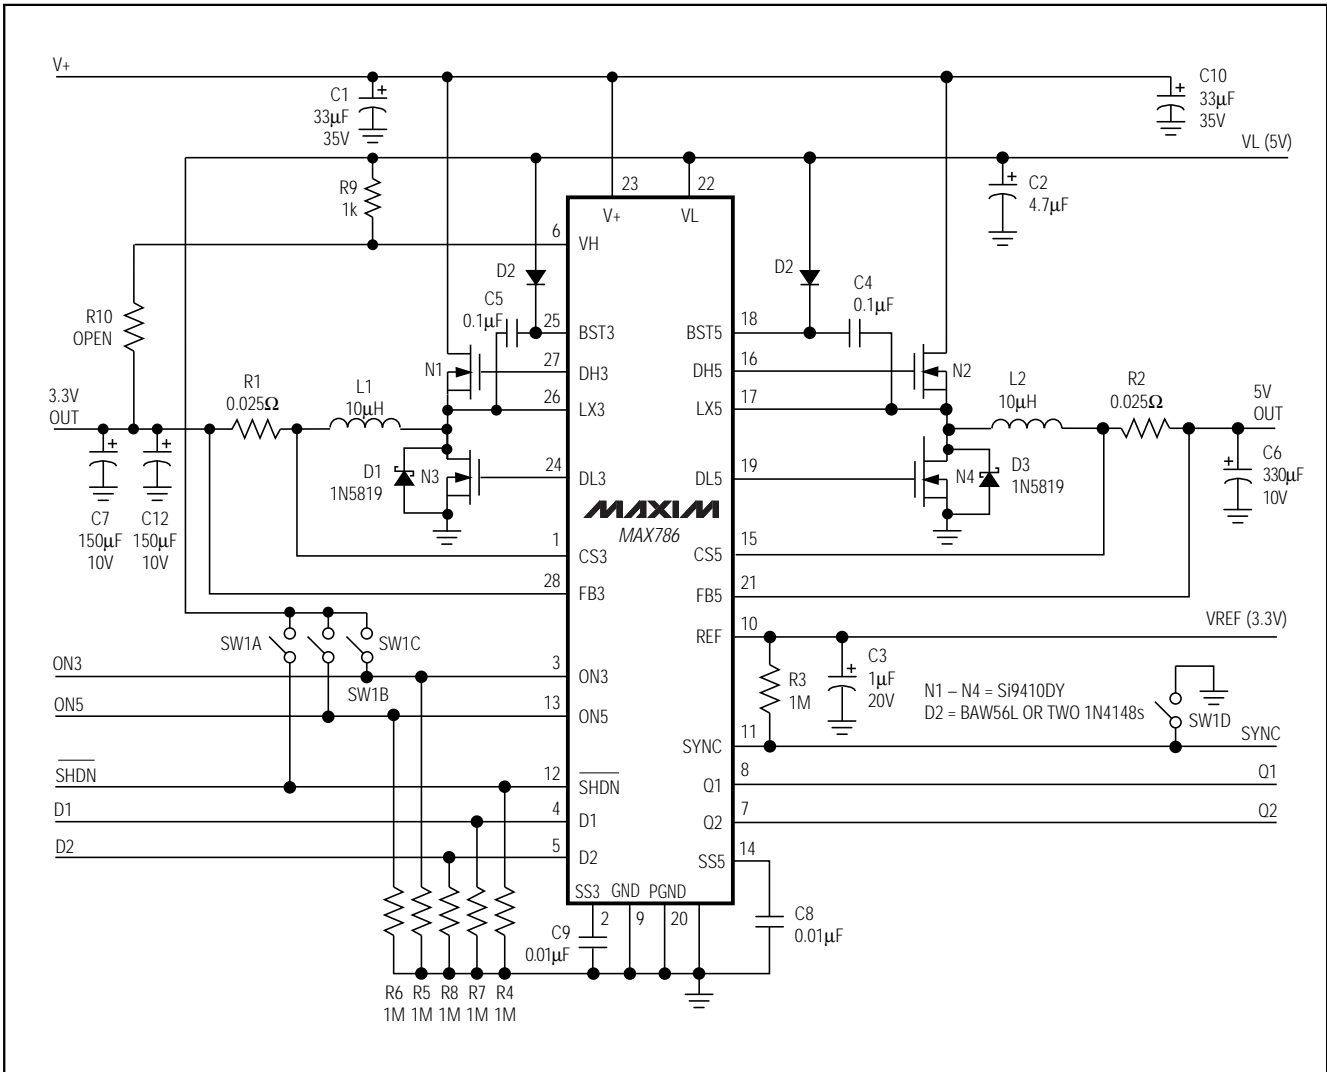 V+
C1
33µF
35V
C10
33µF
35V
VL (5V)
R9
1k
23
22
C2
4.7µF
V+
VL
6
VH
D2
D2
C5
0.1µF
C4
0.1µF
R10
OPEN
25
BST3
BST5
18
N1
27
DH3
DH5
16
N2
3.3V
OUT
R1
0.025Ω
L1
10µH
26
LX3
LX5
17
L2
10µH
R2
0.025Ω
5V
OUT
D1
1N5819
N3
24
DL3
DL5
19
N4
D3
1N5819
C6
330µF
10V
MAXIM
MAX786
C7
150µF
10V
C12
150µF
10V
1
CS3
CS5
15
28
FB3
FB5
21
SW1A
SW1C
SW1B
REF
10
VREF (3.3V)
ON3
3
ON3
R3
1M
C3
1µF
20V
N1 – N4 = Si9410DY
D2 = BAW56L OR TWO 1N4148s
SW1D
ON5
13
ON5
SYNC
11
SYNC
SHDN
12
SHDN
Q1
8
Q1
D1
4
D1
Q2
7
Q2
D2
5
D2
SS5
14
SS3
GND
PGND
2
9
20
C9
0.01µF
C8
0.01µF
R6
R5
R8
R7
R4
1M
1M
1M
1M
1M